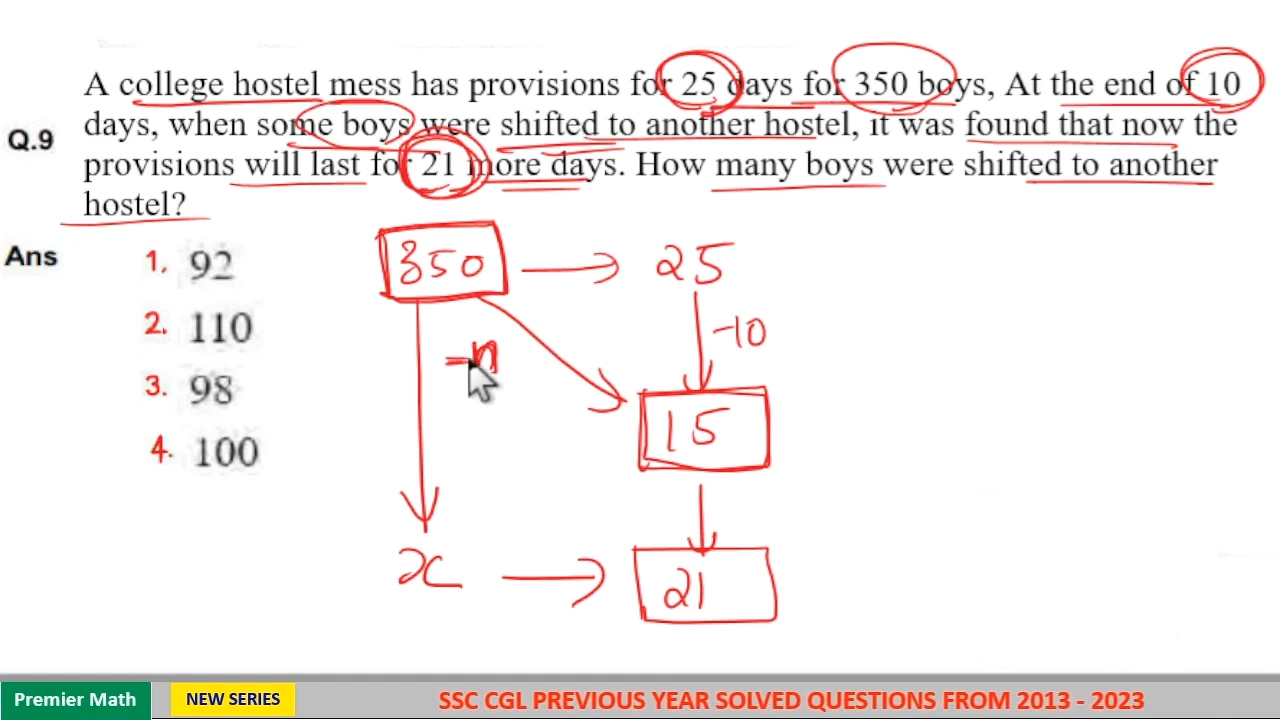 A college hostel mess has provisions for 25 days for 350 boys, At the end of 10
Q.9
days, when some boys were shifted to another hostel, it was found that now the
provisions will last for 21 more days. How many boys were shifted to another
hostel?
Ans
1. 92
2. 110
3. 98
4. 100
350 → 25
-10
-n
15
x → 21
Premier Math
NEW SERIES
SSC CGL PREVIOUS YEAR SOLVED QUESTIONS FROM 2013 - 2023